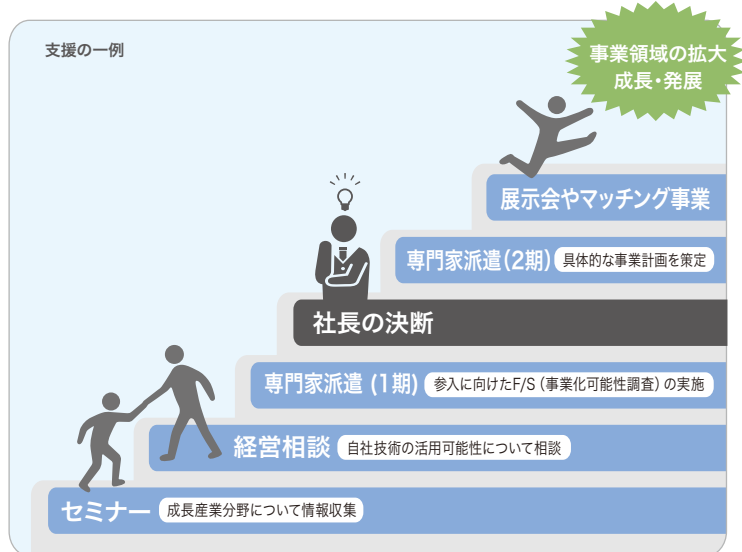 支援の一例
事業領域の拡大
成長・発展
展示会やマッチング事業
専門家派遣(2期) 具体的な事業計画を策定
社長の決断
専門家派遣 (1期) 参入に向けたF/S(事業化可能性調査)の実施
経営相談 自社技術の活用可能性について相談
セミナー 成長産業分野について情報収集